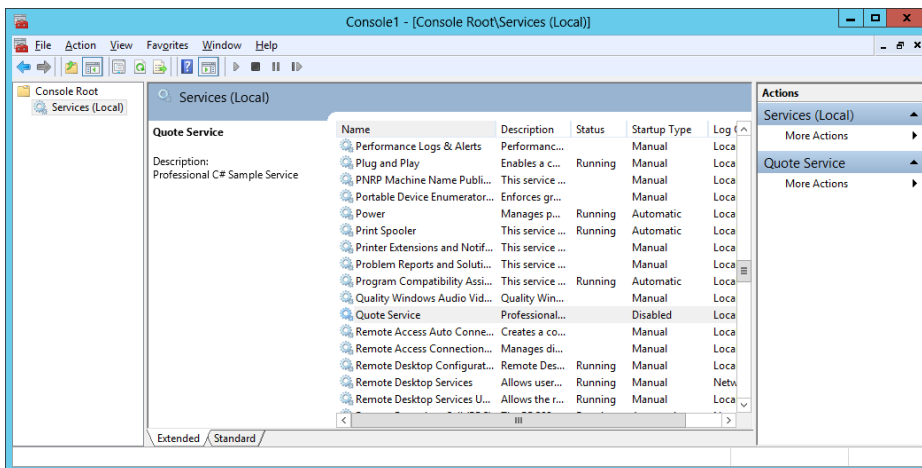 Console1 - [Console Root\Services (Local)]
File Action View Favorites Window Help
Console Root
Services (Local)
Services (Local)
Quote Service
Description:
Professional C# Sample Service
Name Description Status Startup Type Log
Performance Logs & Alerts Performanc... Manual Loca
Plug and Play Enables a c... Running Manual Loca
PNRP Machine Name Publi... This service ... Manual Loca
Portable Device Enumerator... Enforces gr... Manual Loca
Power Manages p... Running Automatic Loca
Print Spooler This service ... Running Automatic Loca
Printer Extensions and Notif... This service ... Manual Loca
Problem Reports and Soluti... This service ... Manual Loca
Program Compatibility Assi... This service ... Running Automatic Loca
Quality Windows Audio Vid... Quality Win... Manual Loca
Quote Service Professional... Disabled Loca
Remote Access Auto Conne... Creates a co... Manual Loca
Remote Access Connection... Manages di... Manual Loca
Remote Desktop Configurat... Remote Des... Running Manual Loca
Remote Desktop Services Allows user... Running Manual Netw
Remote Desktop Services U... Allows the r... Running Manual Loca
Extended Standard
Actions
Services (Local)
More Actions
Quote Service
More Actions